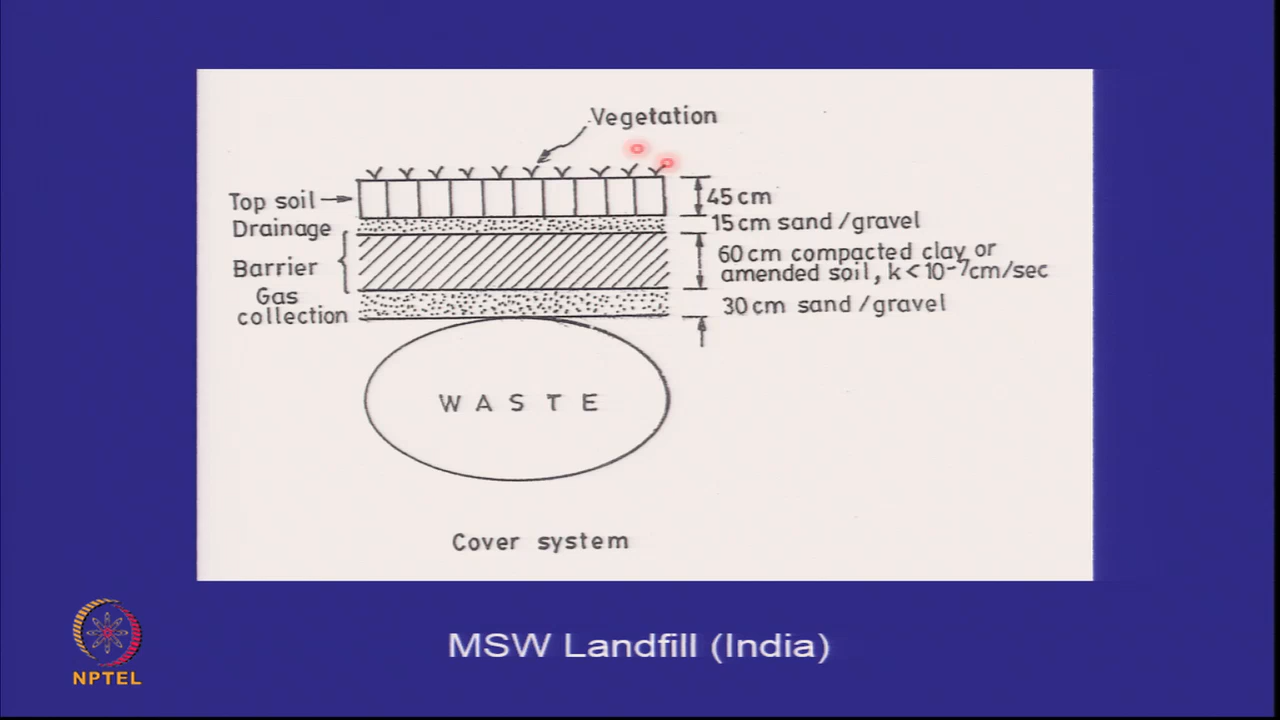 Vegetation
Top soil
45 cm
Drainage
15 cm sand / gravel
Barrier
60 cm compacted clay or
amended soil, k < 10-7cm/sec
Gas
collection
30 cm sand / gravel
W A S T E
Cover system
MSW Landfill (India)
NPTEL